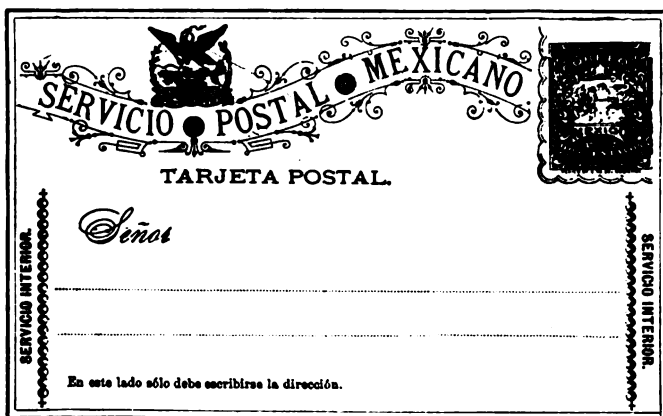 SERVICIO POSTAL MEXICANO
TARJETA POSTAL.
Señor
SERVICIO INTERIOR.
SERVICIO INTERIOR.
En este lado sólo debe escribirse la dirección.